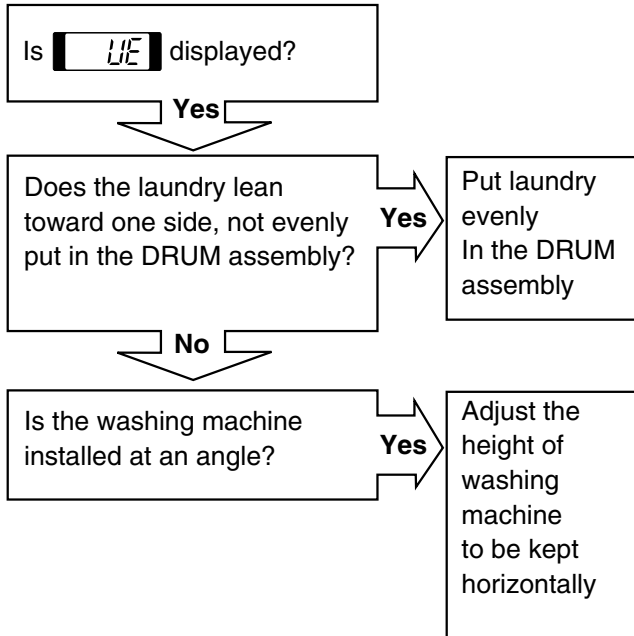 Is UE displayed?
Yes
Does the laundry lean
toward one side, not evenly
put in the DRUM assembly?
Yes
Put laundry
evenly
In the DRUM
assembly
No
Is the washing machine
installed at an angle?
Yes
Adjust the
height of
washing
machine
to be kept
horizontally